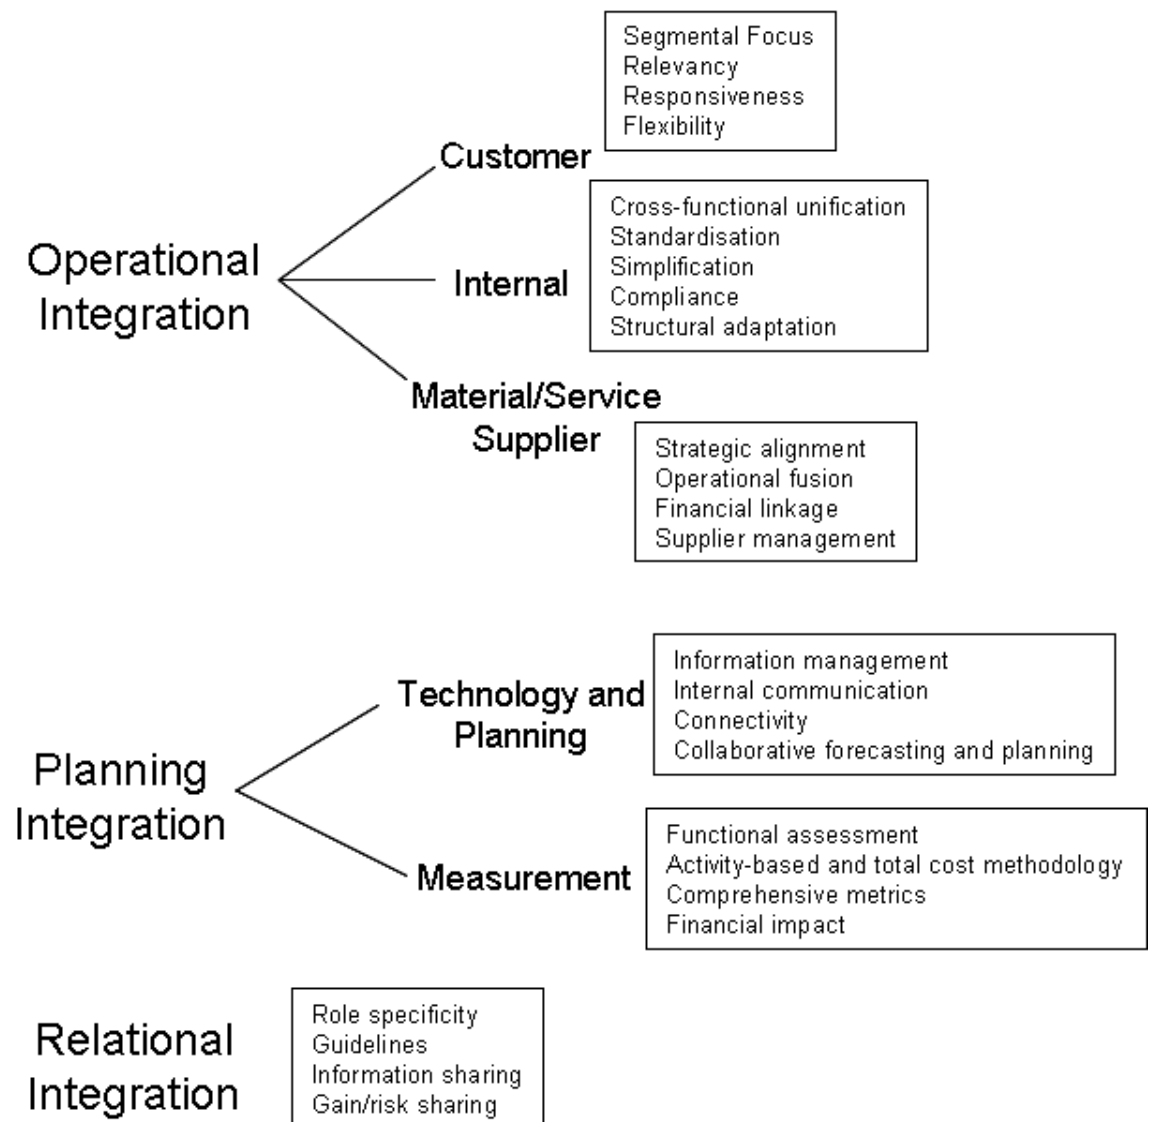 Segmental Focus
Relevancy
Responsiveness
Flexibility
Customer
Cross-functional unification
Standardisation
Simplification
Compliance
Structural adaptation
Operational
Integration
Internal
Material/Service
Supplier
Strategic alignment
Operational fusion
Financial linkage
Supplier management
Information management
Internal communication
Connectivity
Collaborative forecasting and planning
Technology and
Planning
Planning
Integration
Functional assessment
Activity-based and total cost methodology
Comprehensive metrics
Financial impact
Measurement
Relational
Integration
Role specificity
Guidelines
Information sharing
Gain/risk sharing